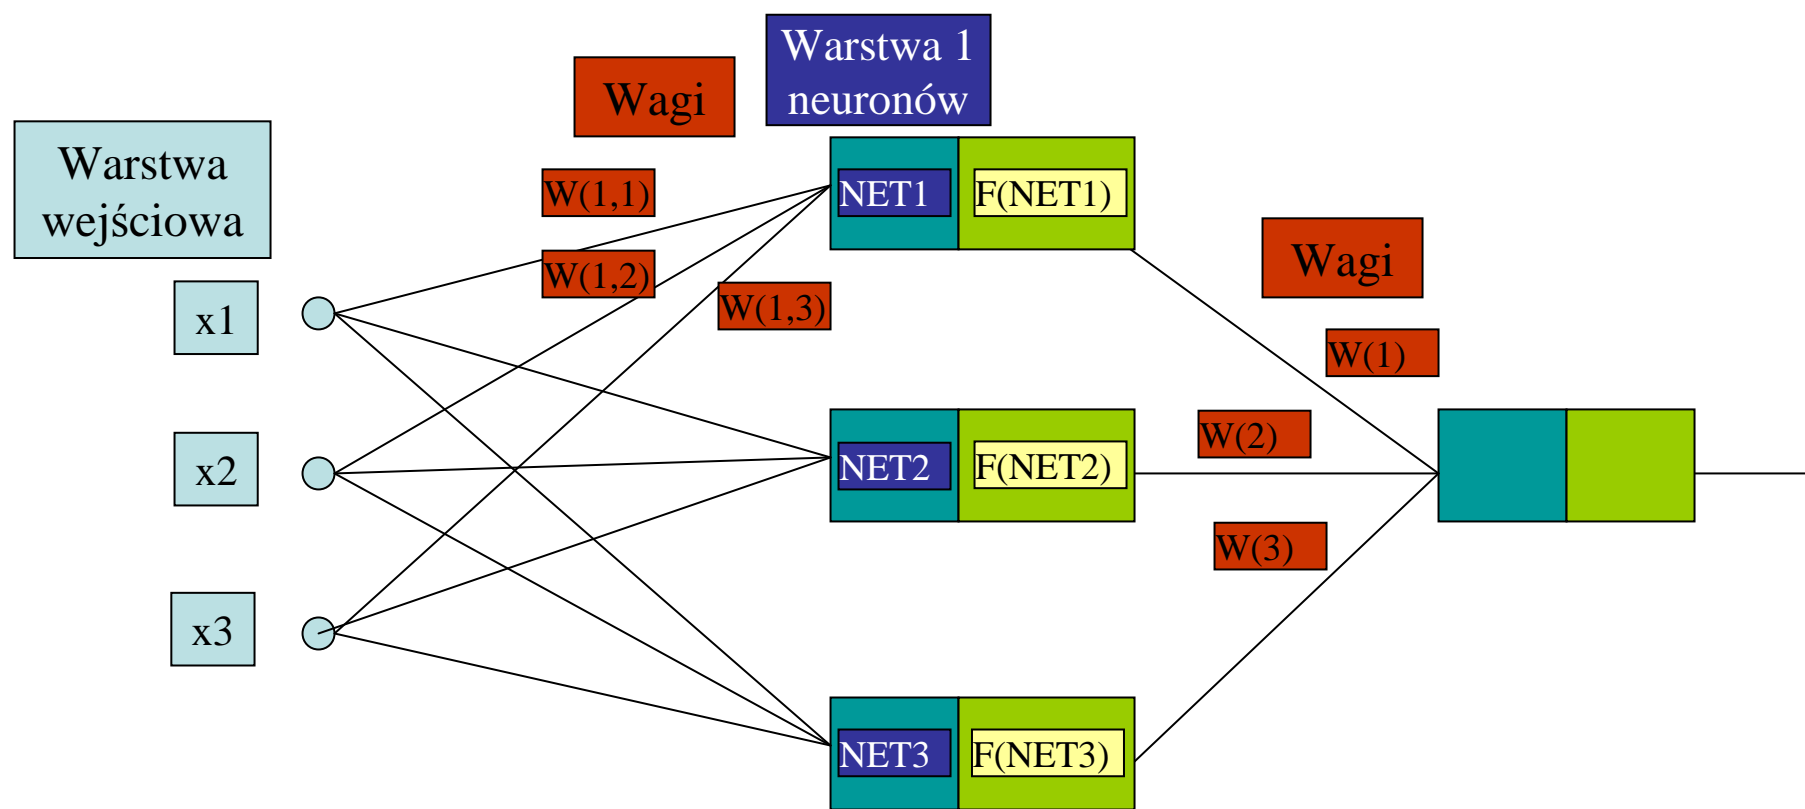 Warstwa 1
neuronów
Wagi
Warstwa
wejściowa
W(1,1)
NET1
F(NET1)
W(1,2)
W(1,3)
Wagi
x1
W(1)
x2
NET2
F(NET2)
W(2)
W(3)
x3
NET3
F(NET3)